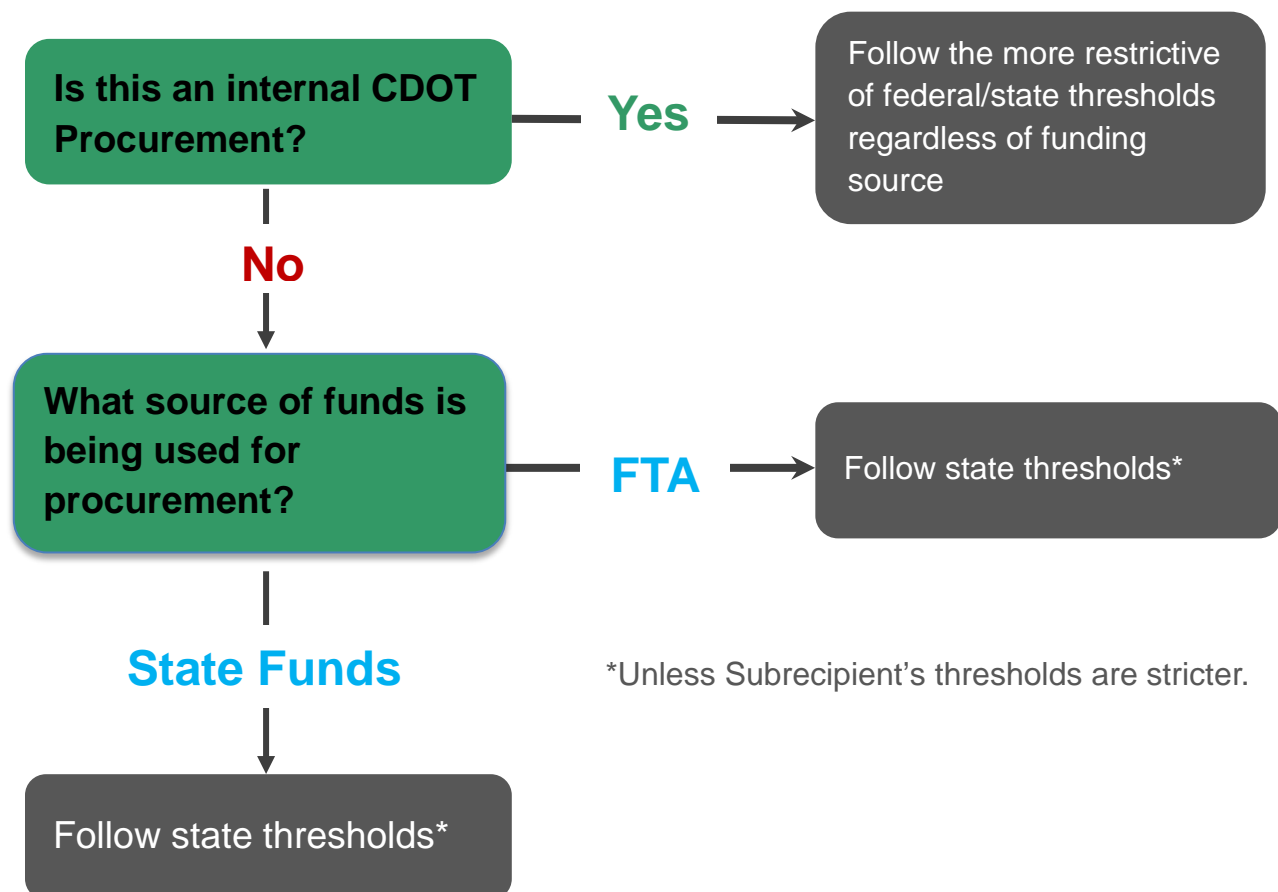 Is this an internal CDOT
Procurement?
Yes
Follow the more restrictive
of federal/state thresholds
regardless of funding
source
No
What source of funds is
being used for
procurement?
FTA
Follow state thresholds*
State Funds
*Unless Subrecipient's thresholds are stricter.
Follow state thresholds*